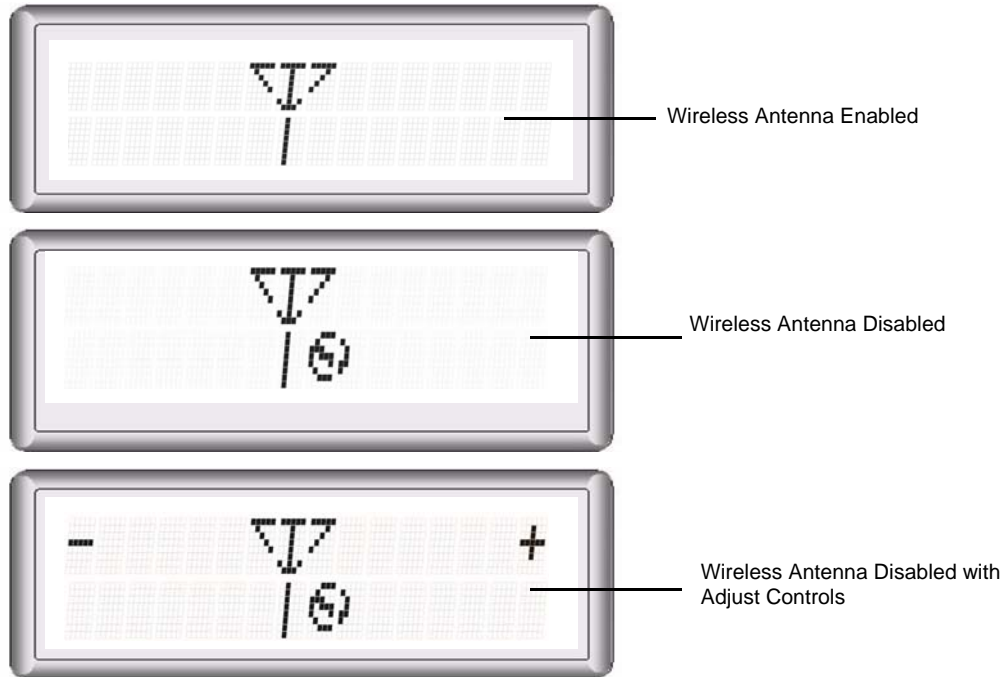 Wireless Antenna Enabled
Wireless Antenna Disabled
- +
Wireless Antenna Disabled with
Adjust Controls